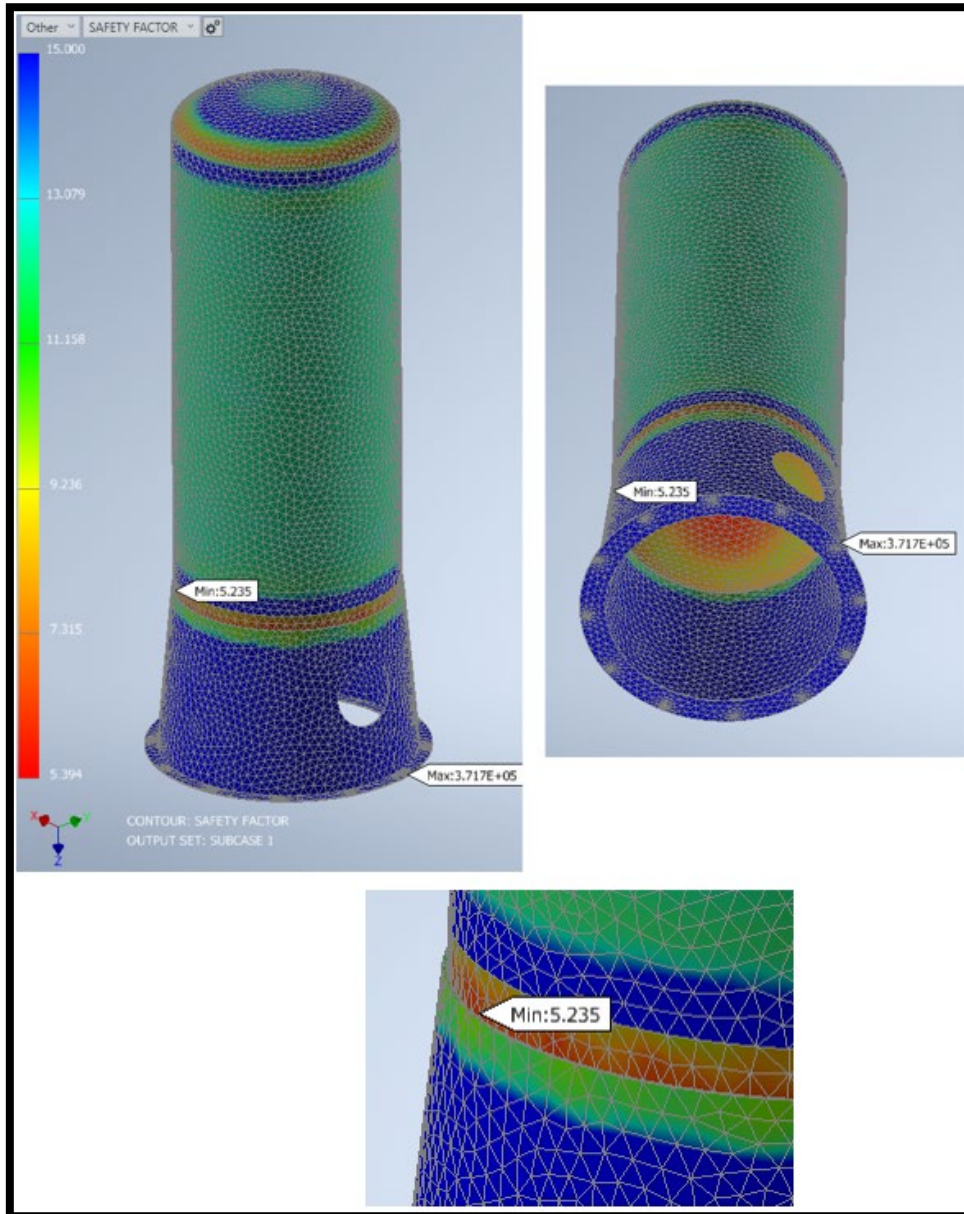 Other SAFETY FACTOR
15.000
13.079
11.158
9.236
7.315
5.394
Min:5.235
Max:3.717E+05
X Y
Z
CONTOUR: SAFETY FACTOR
OUTPUT SET: SUBCASE 1
Min:5.235
Max:3.717E+05
Min:5.235